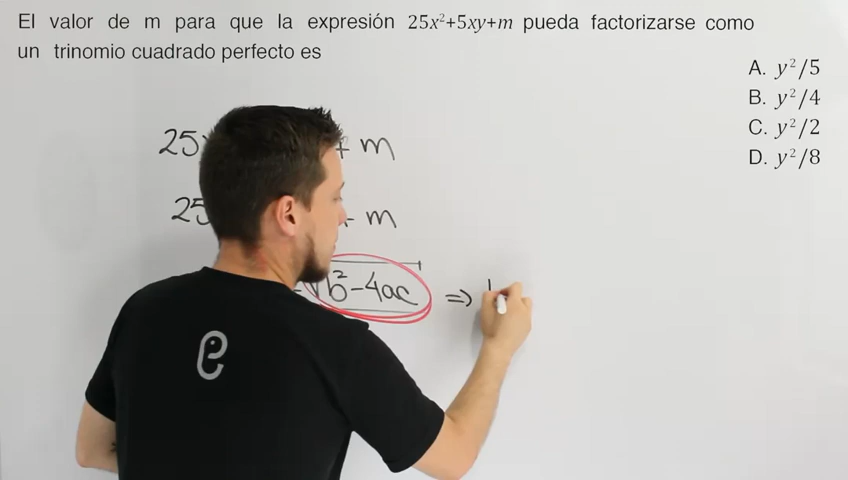 El valor de m para que la expresión 25x²+5xy+m pueda factorizarse como
un trinomio cuadrado perfecto es
A. y²/5
B. y²/4
C. y²/2
D. y²/8
25 + m
25 - m
√b²-4ac ⇒